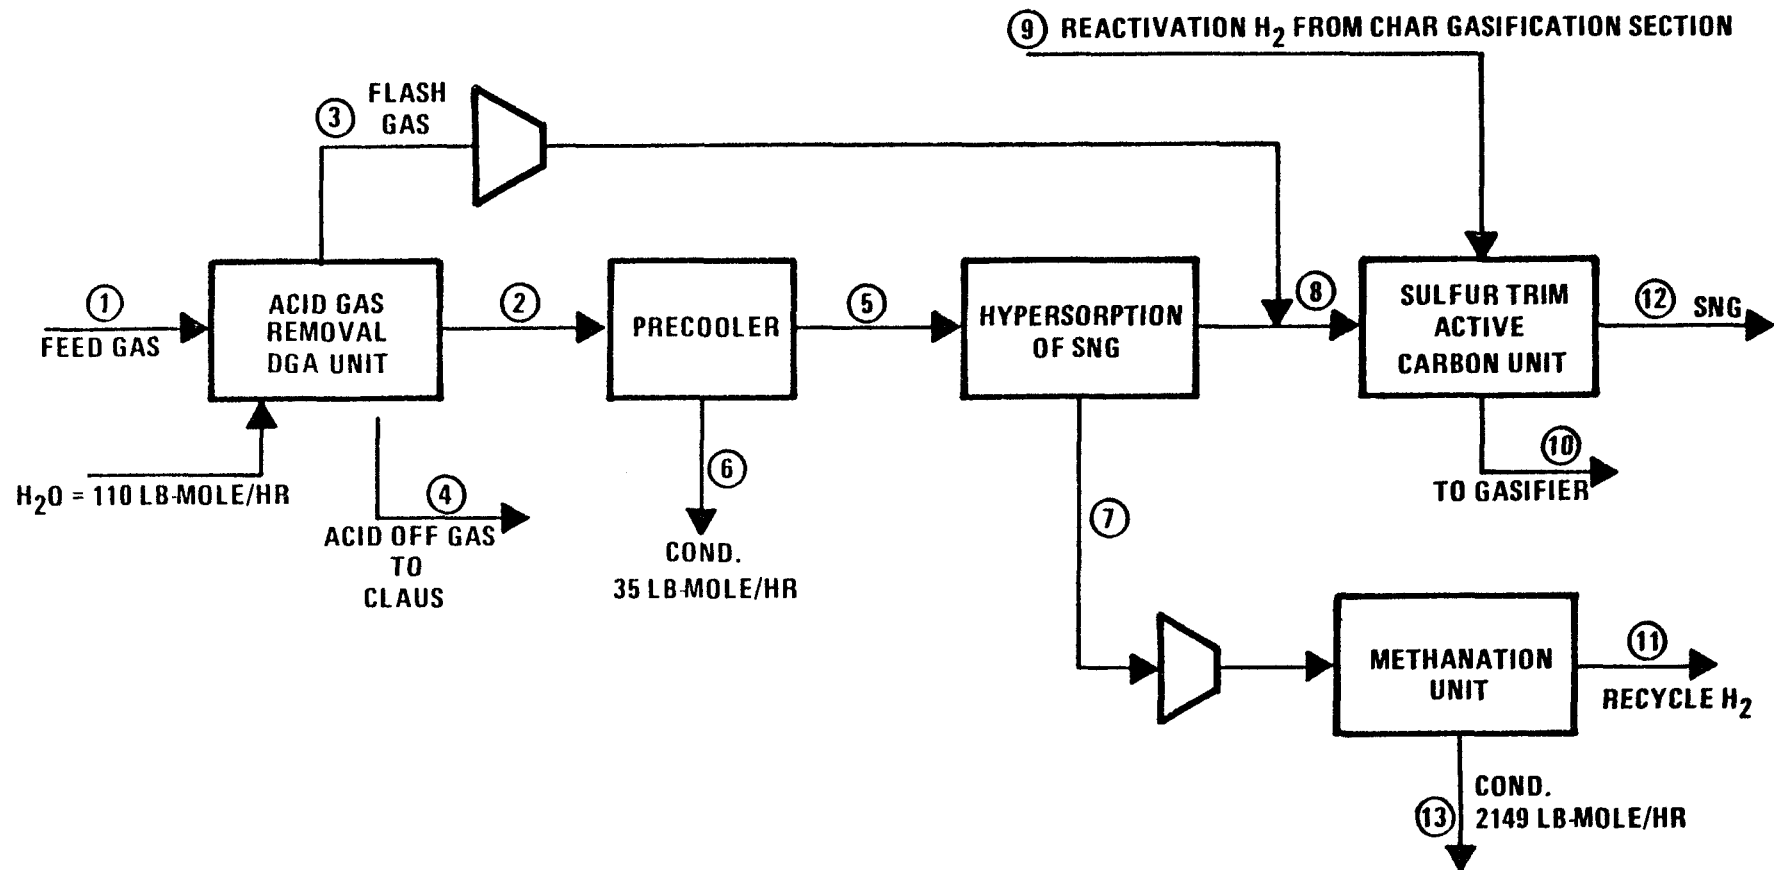 9 REACTIVATION H2 FROM CHAR GASIFICATION SECTION
3 FLASH
GAS
1
FEED GAS
ACID GAS
REMOVAL
DGA UNIT
2
PRECOOLER
5
HYPERSORPTION
OF SNG
8
SULFUR TRIM
ACTIVE
CARBON UNIT
12 SNG
H2O = 110 LB-MOLE/HR
4
ACID OFF GAS
TO
CLAUS
6
COND.
35 LB-MOLE/HR
7
10
TO GASIFIER
METHANATION
UNIT
11
RECYCLE H2
13 COND.
2149 LB-MOLE/HR